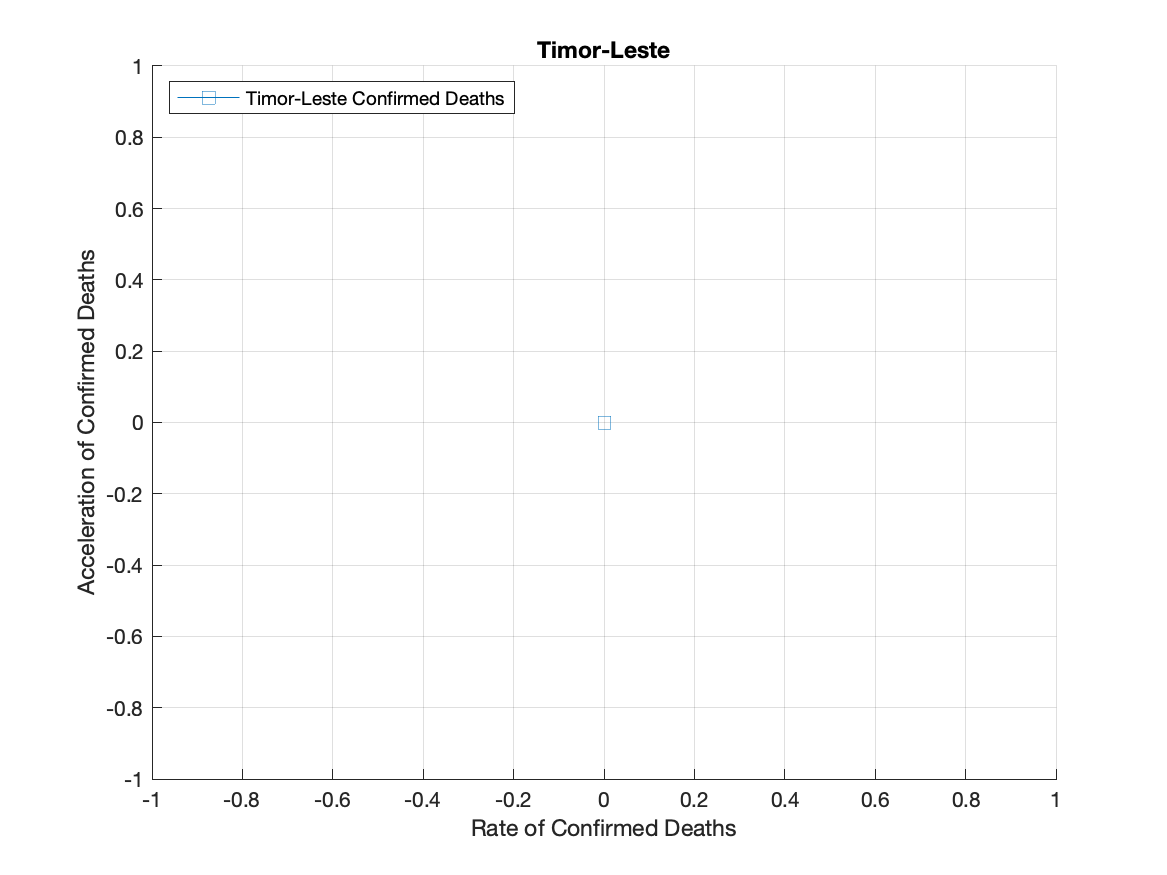 Timor-Leste
Timor-Leste Confirmed Deaths
1
0.8
0.6
0.4
0.2
0
-0.2
-0.4
-0.6
-0.8
-1
Acceleration of Confirmed Deaths
-1 -0.8 -0.6 -0.4 -0.2 0 0.2 0.4 0.6 0.8 1
Rate of Confirmed Deaths